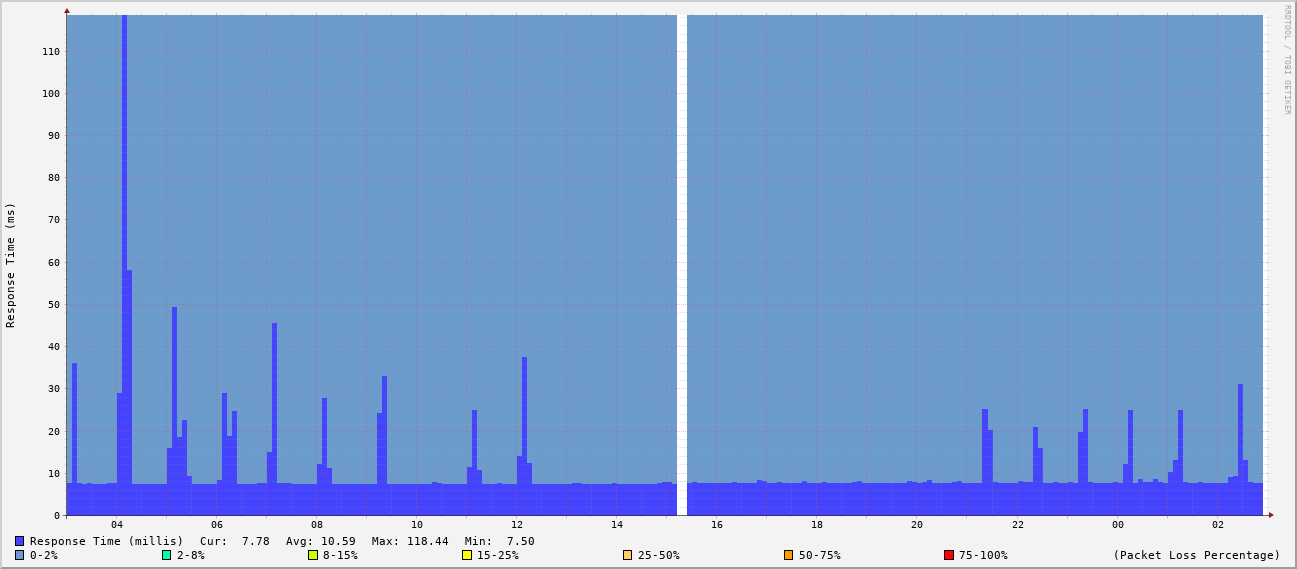 RRDTOOL / TOBI OETIKER
Response Time (ms)
110
100
90
80
70
60
50
40
30
20
10
0
04 06 08 10 12 14 16 18 20 22 00 02
Response Time (millis) Cur: 7.78 Avg: 10.59 Max: 118.44 Min: 7.50
0-2% 2-8% 8-15% 15-25% 25-50% 50-75% 75-100% (Packet Loss Percentage)